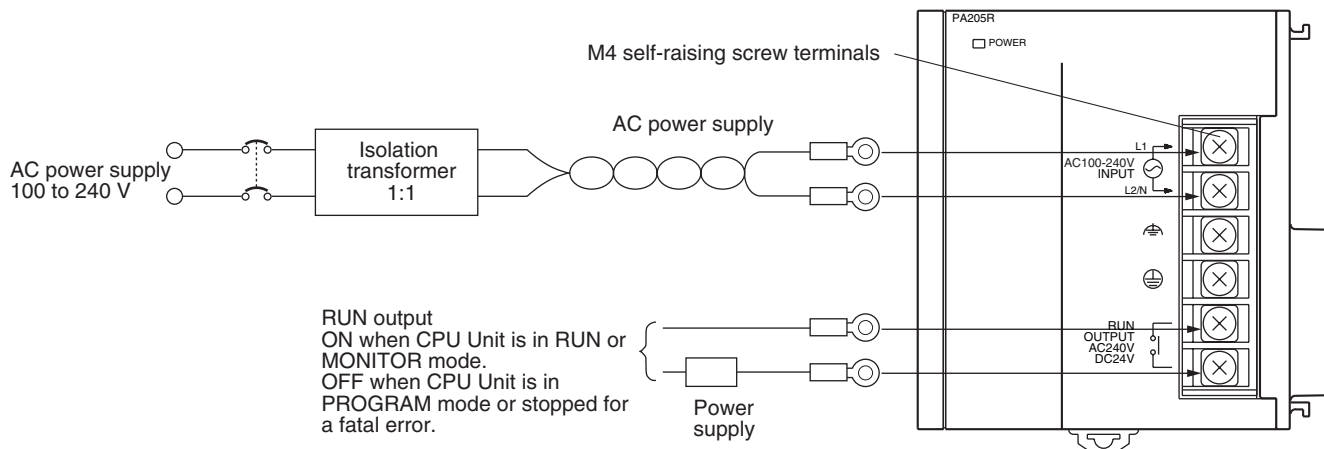 PA205R
POWER
M4 self-raising screw terminals
AC power supply
100 to 240 V
Isolation
transformer
1:1
AC power supply
L1
AC100-240V
INPUT
L2/N
RUN output
ON when CPU Unit is in RUN or
MONITOR mode.
OFF when CPU Unit is in
PROGRAM mode or stopped for
a fatal error.
Power
supply
RUN
OUTPUT
AC240V
DC24V